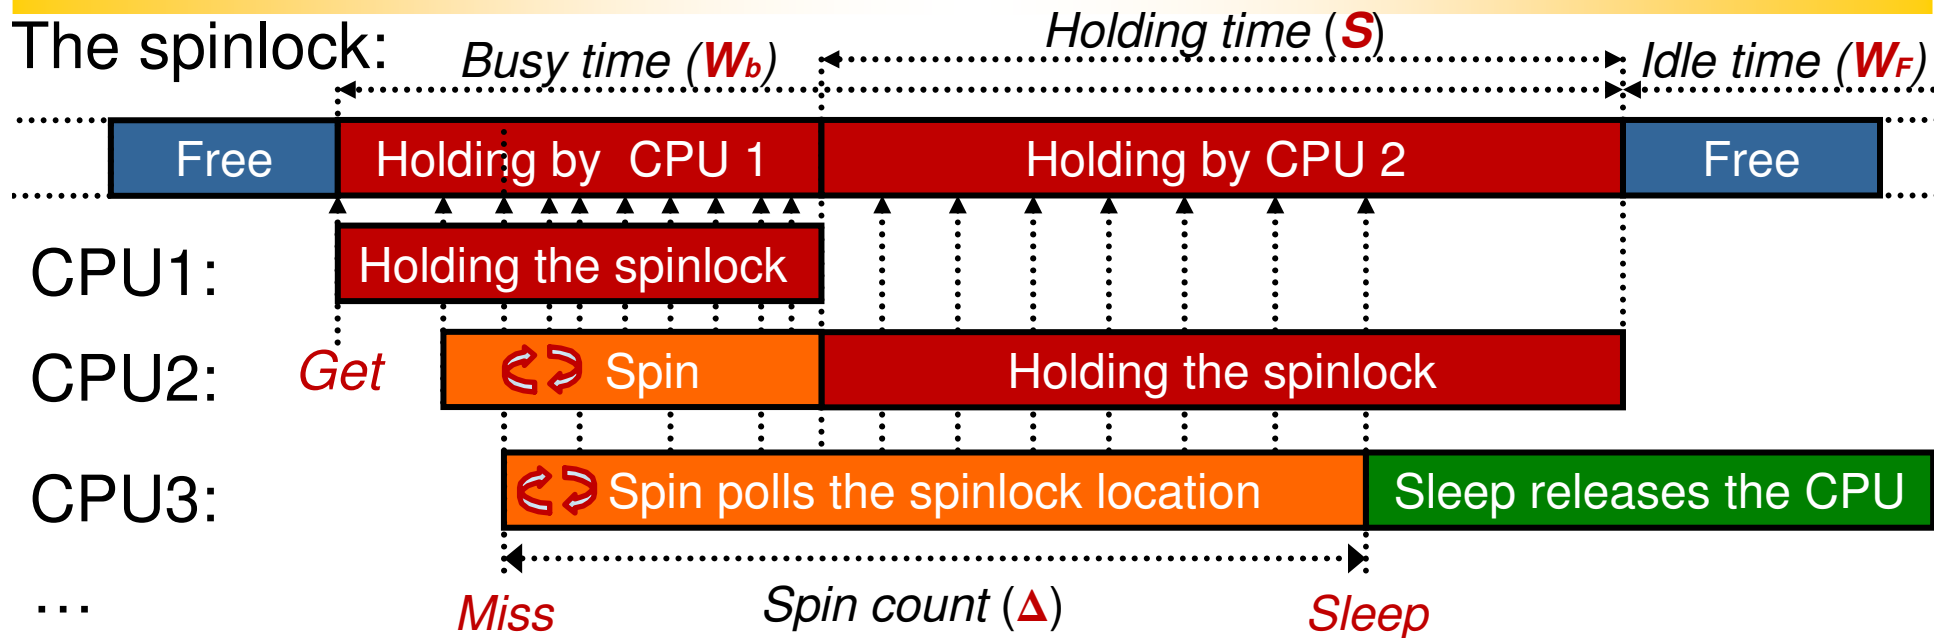 The spinlock:
Busy time (Wb)
Holding time (S)
Idle time (WF)
Free
Holding by CPU 1
Holding by CPU 2
Free
CPU1:
Holding the spinlock
CPU2:
Get
Spin
Holding the spinlock
CPU3:
Spin polls the spinlock location
Sleep releases the CPU
...
Miss
Spin count (Δ)
Sleep